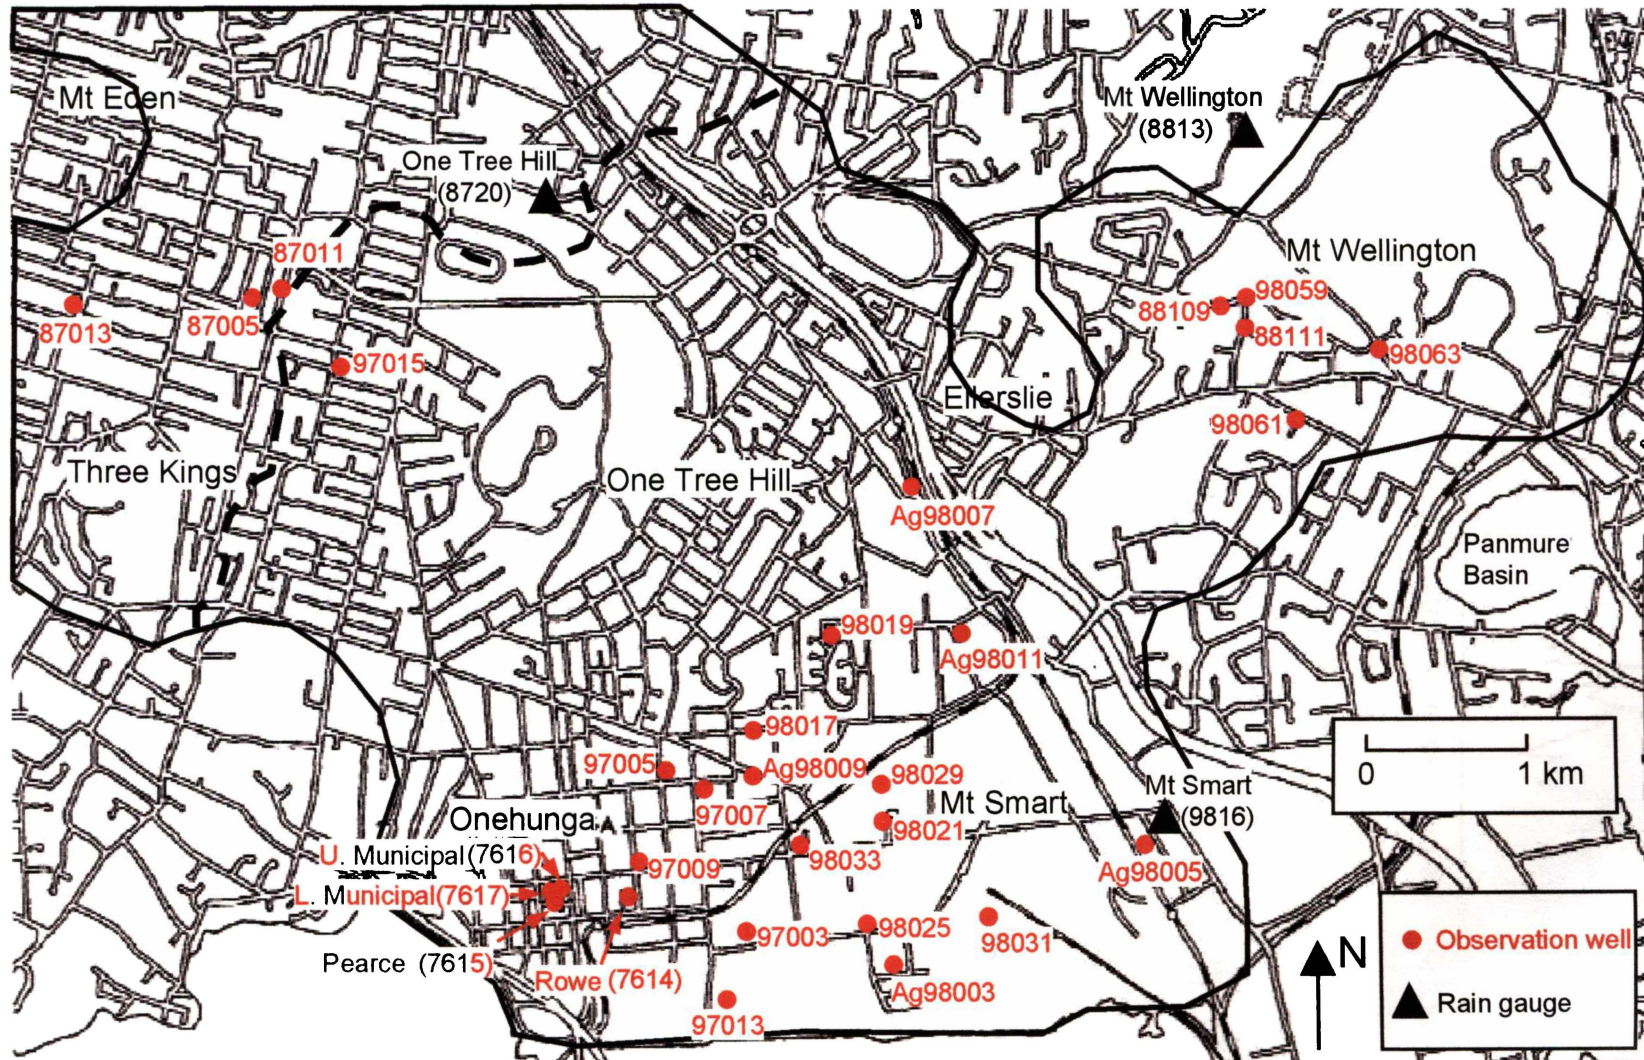 Mt Eden
Mt Wellington
(8813)
One Tree Hill
(8720)
87011
Mt Wellington
98059
88109
87013
87005
88111
98063
97015
Ellerslie
98061
Three Kings
One Tree Hill
Ag98007
Panmure
Basin
98019
Ag98011
98017
97005
Ag98009
98029
0
1 km
Mt Smart
(9816)
Mt Smart
97007
Onehunga
98021
U. Municipal (7616)
97009
98033
Ag98005
L. Municipal(7617)
97003
98025
98031
Observation well
N
Pearce (7615)
Rowe (7614)
Ag98003
Rain gauge
97013